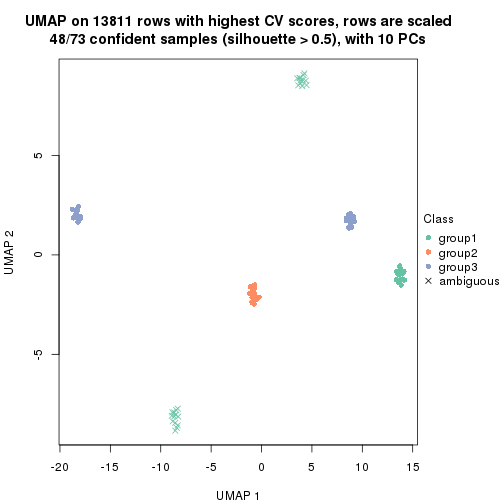 UMAP on 13811 rows with highest CV scores, rows are scaled
48/73 confident samples (silhouette > 0.5), with 10 PCs
5
0
-5
UMAP 2
-20
-15
-10
-5
0
5
10
15
UMAP 1
Class
group1
group2
group3
ambiguous